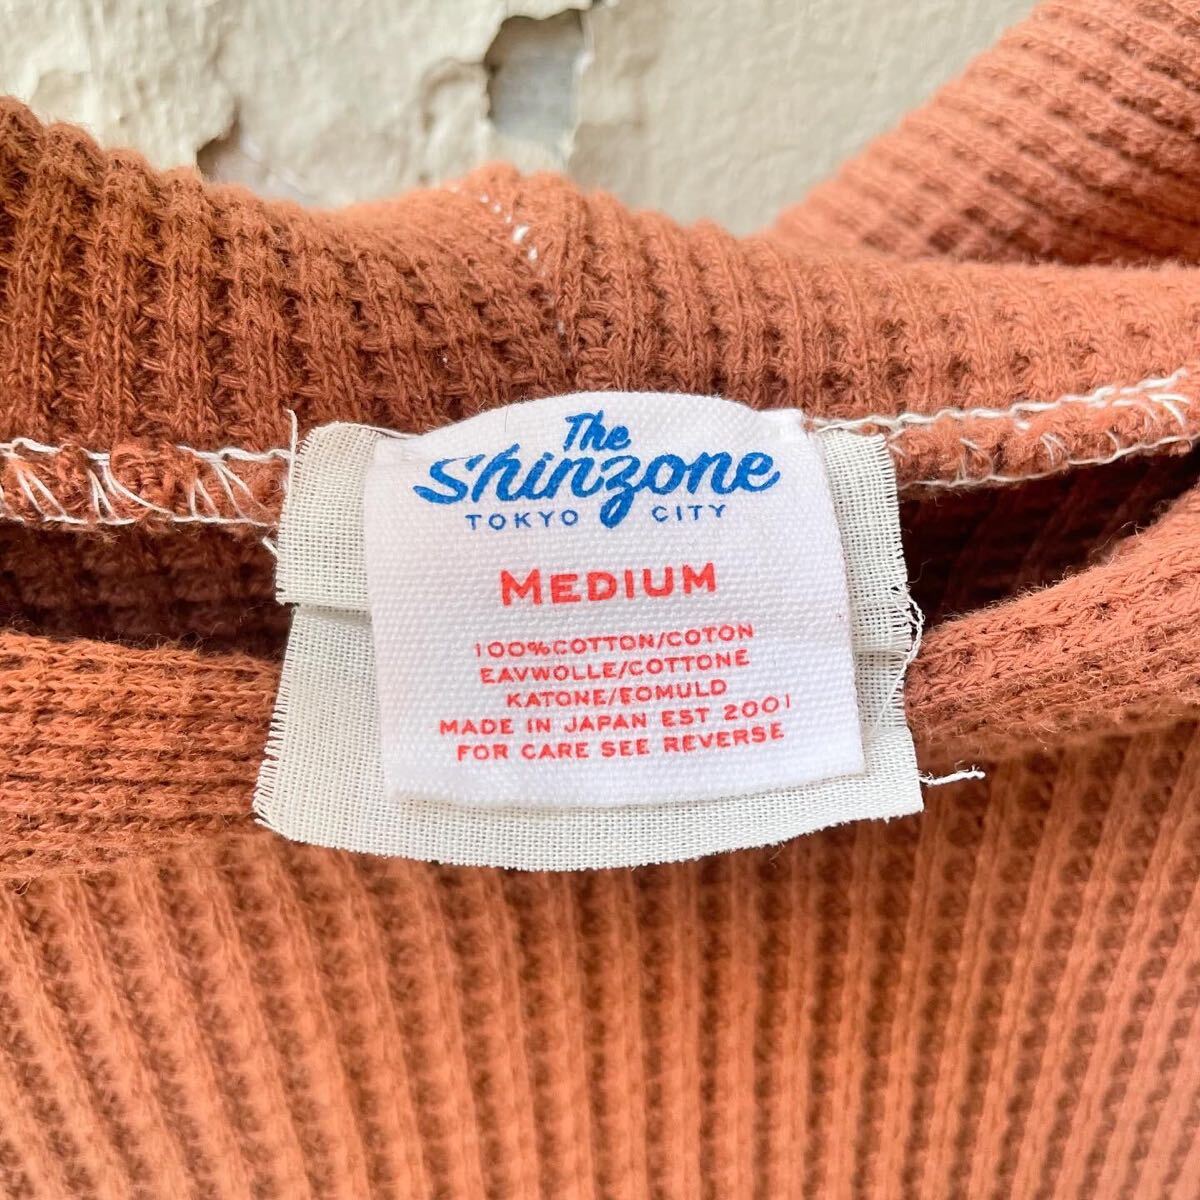 The
Shinzone
TOKYO CITY
MEDIUM
100%COTTON/COTON
EAVWOLLE/COTTONE
KATONE/EOMULD
MADE IN JAPAN EST 2001
FOR CARE SEE REVERSE